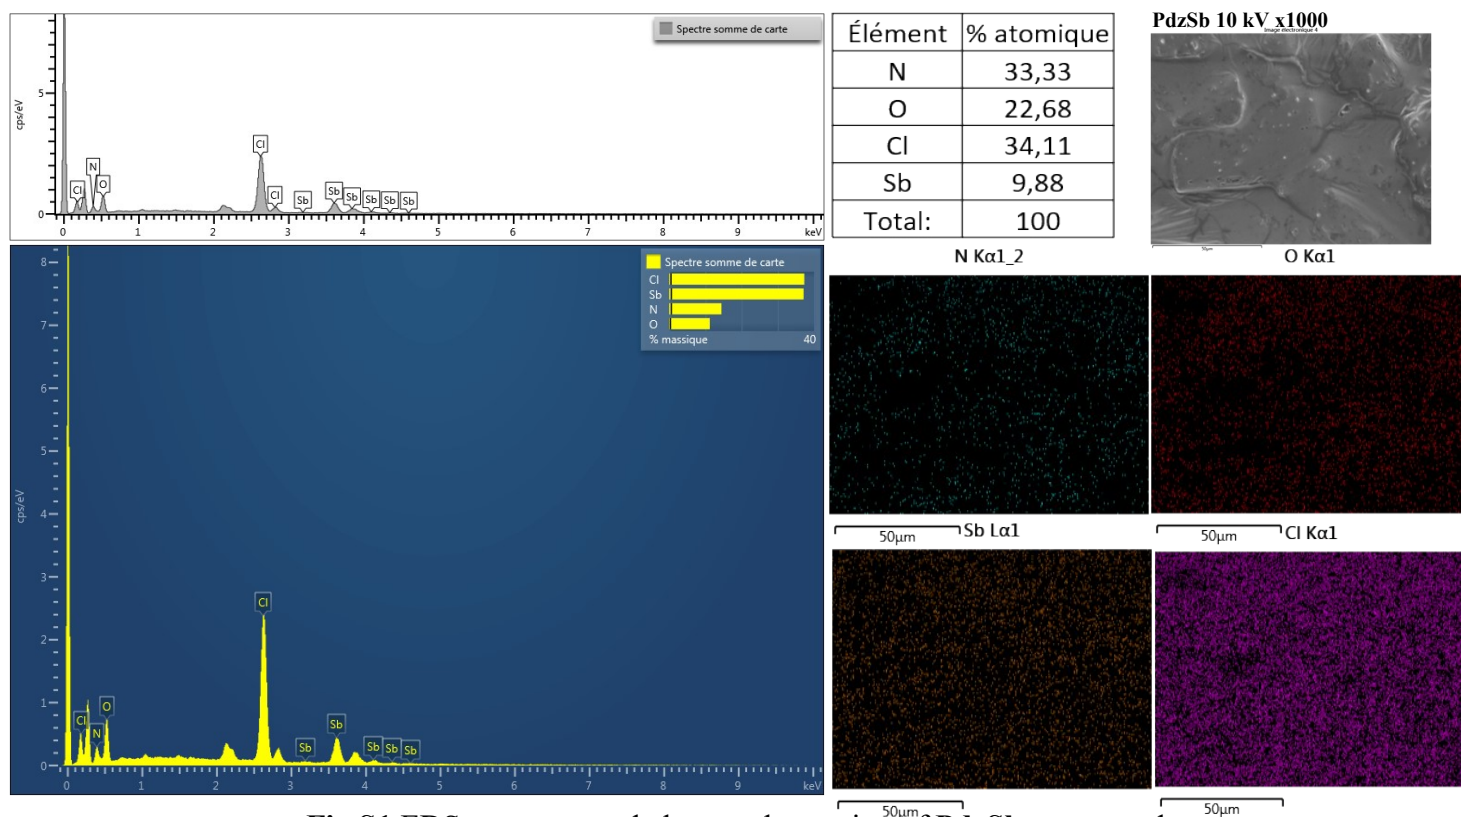 Spectre somme de carte
cps/eV
5
0
Cl
N
O
Cl
Cl
Sb
Sb
Sb
Sb
Sb
Sb
0 1 2 3 4 5 6 7 8 9 keV
Élément % atomique
N 33,33
O 22,68
Cl 34,11
Sb 9,88
Total: 100
PdzSb 10 kV x1000
Image électronique 4
N Kα1_2
O Kα1
Spectre somme de carte
Cl
Sb
N
O
% massique 40
cps/eV
8
7
6
5
4
3
2
1
0
Cl
N
O
Cl
Sb
Sb
Sb
Sb
Sb
0 1 2 3 4 5 6 7 8 9 keV
50µm
Sb Lα1
50µm
Cl Kα1
50µm
50µm